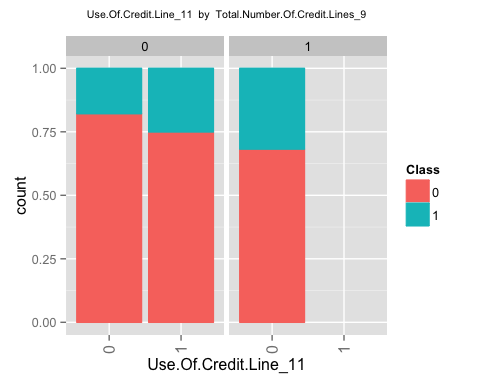 Use.Of.Credit.Line_11 by Total.Number.Of.Credit.Lines_9
0 1
1.00
0.75
0.50
0.25
0.00
count
0 1 0 1
Use.Of.Credit.Line_11
Class
0
1